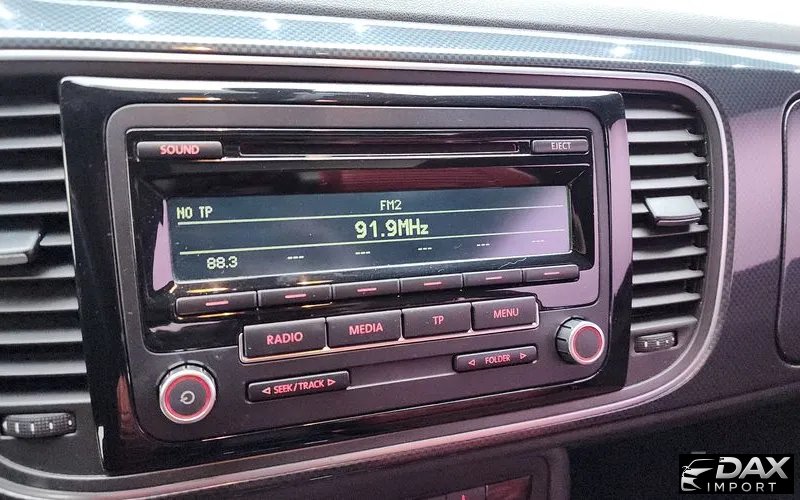 SOUND
EJECT
NO TP
FM2
91.9MHz
88.3 --- --- --- --- ---
RADIO
MEDIA
TP
MENU
◁ SEEK/TRACK ▷
◁ FOLDER ▷
DAX
IMPORT